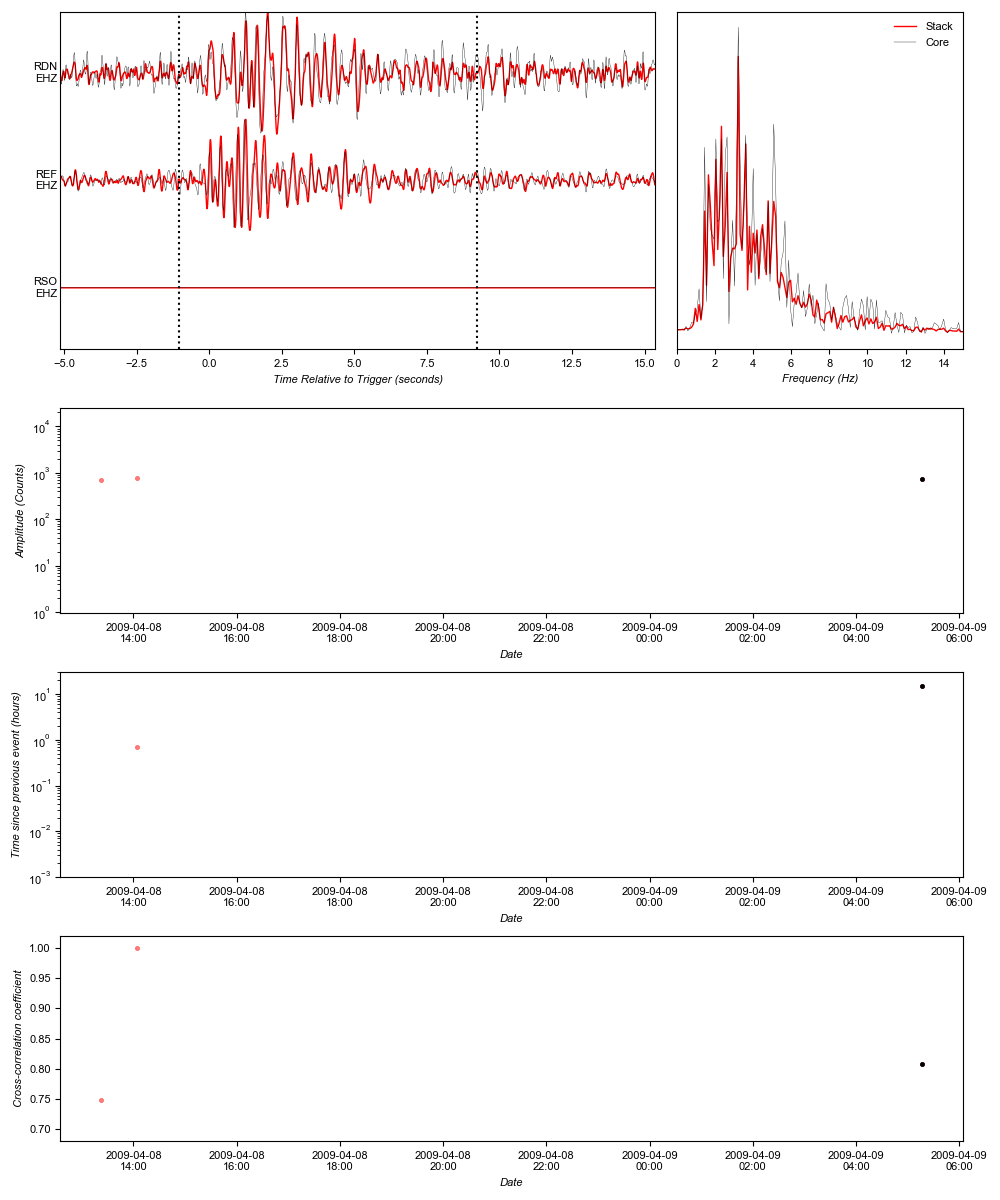 RDN
EHZ
REF
EHZ
RSO
EHZ
−5.0 −2.5 0.0 2.5 5.0 7.5 10.0 12.5 15.0
Time Relative to Trigger (seconds)
Stack
Core
0 2 4 6 8 10 12 14
Frequency (Hz)
10⁴
10³
10²
10¹
10⁰
Amplitude (Counts)
2009-04-08 2009-04-08 2009-04-08 2009-04-08 2009-04-08 2009-04-09 2009-04-09 2009-04-09 2009-04-09
14:00 16:00 18:00 20:00 22:00 00:00 02:00 04:00 06:00
Date
10¹
10⁰
10⁻¹
10⁻²
10⁻³
Time since previous event (hours)
2009-04-08 2009-04-08 2009-04-08 2009-04-08 2009-04-08 2009-04-09 2009-04-09 2009-04-09 2009-04-09
14:00 16:00 18:00 20:00 22:00 00:00 02:00 04:00 06:00
Date
1.00
0.95
0.90
0.85
0.80
0.75
0.70
Cross-correlation coefficient
2009-04-08 2009-04-08 2009-04-08 2009-04-08 2009-04-08 2009-04-09 2009-04-09 2009-04-09 2009-04-09
14:00 16:00 18:00 20:00 22:00 00:00 02:00 04:00 06:00
Date